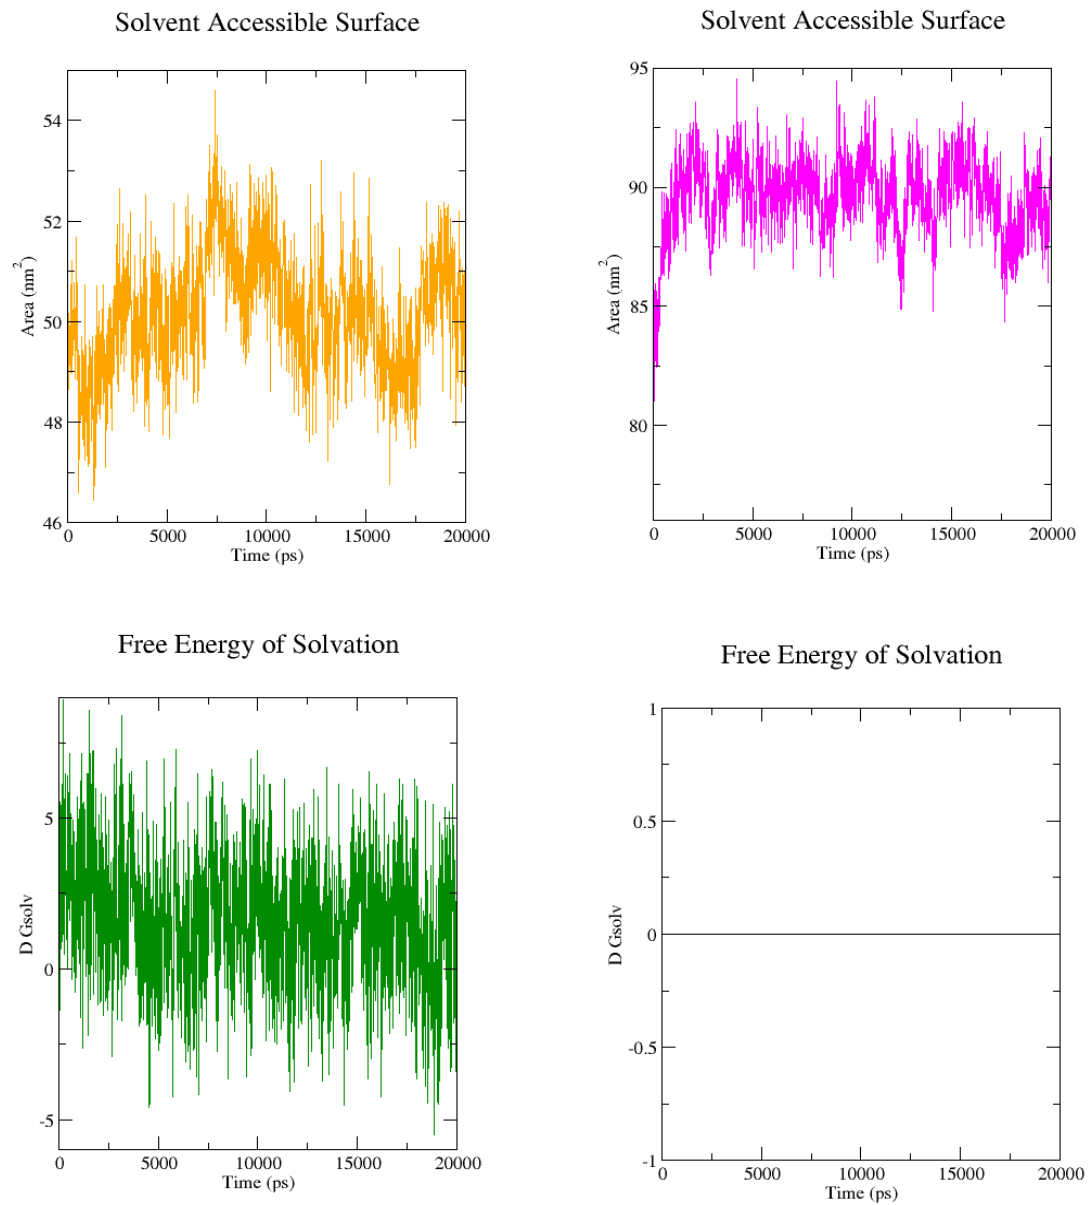 Solvent Accessible Surface
54
52
50
48
46
Area (nm²)
0 5000 10000 15000 20000
Time (ps)
Solvent Accessible Surface
95
90
85
80
Area (nm²)
0 5000 10000 15000 20000
Time (ps)
Free Energy of Solvation
5
0
-5
D Gsolv
0 5000 10000 15000 20000
Time (ps)
Free Energy of Solvation
1
0.5
0
-0.5
-1
D Gsolv
0 5000 10000 15000 20000
Time (ps)